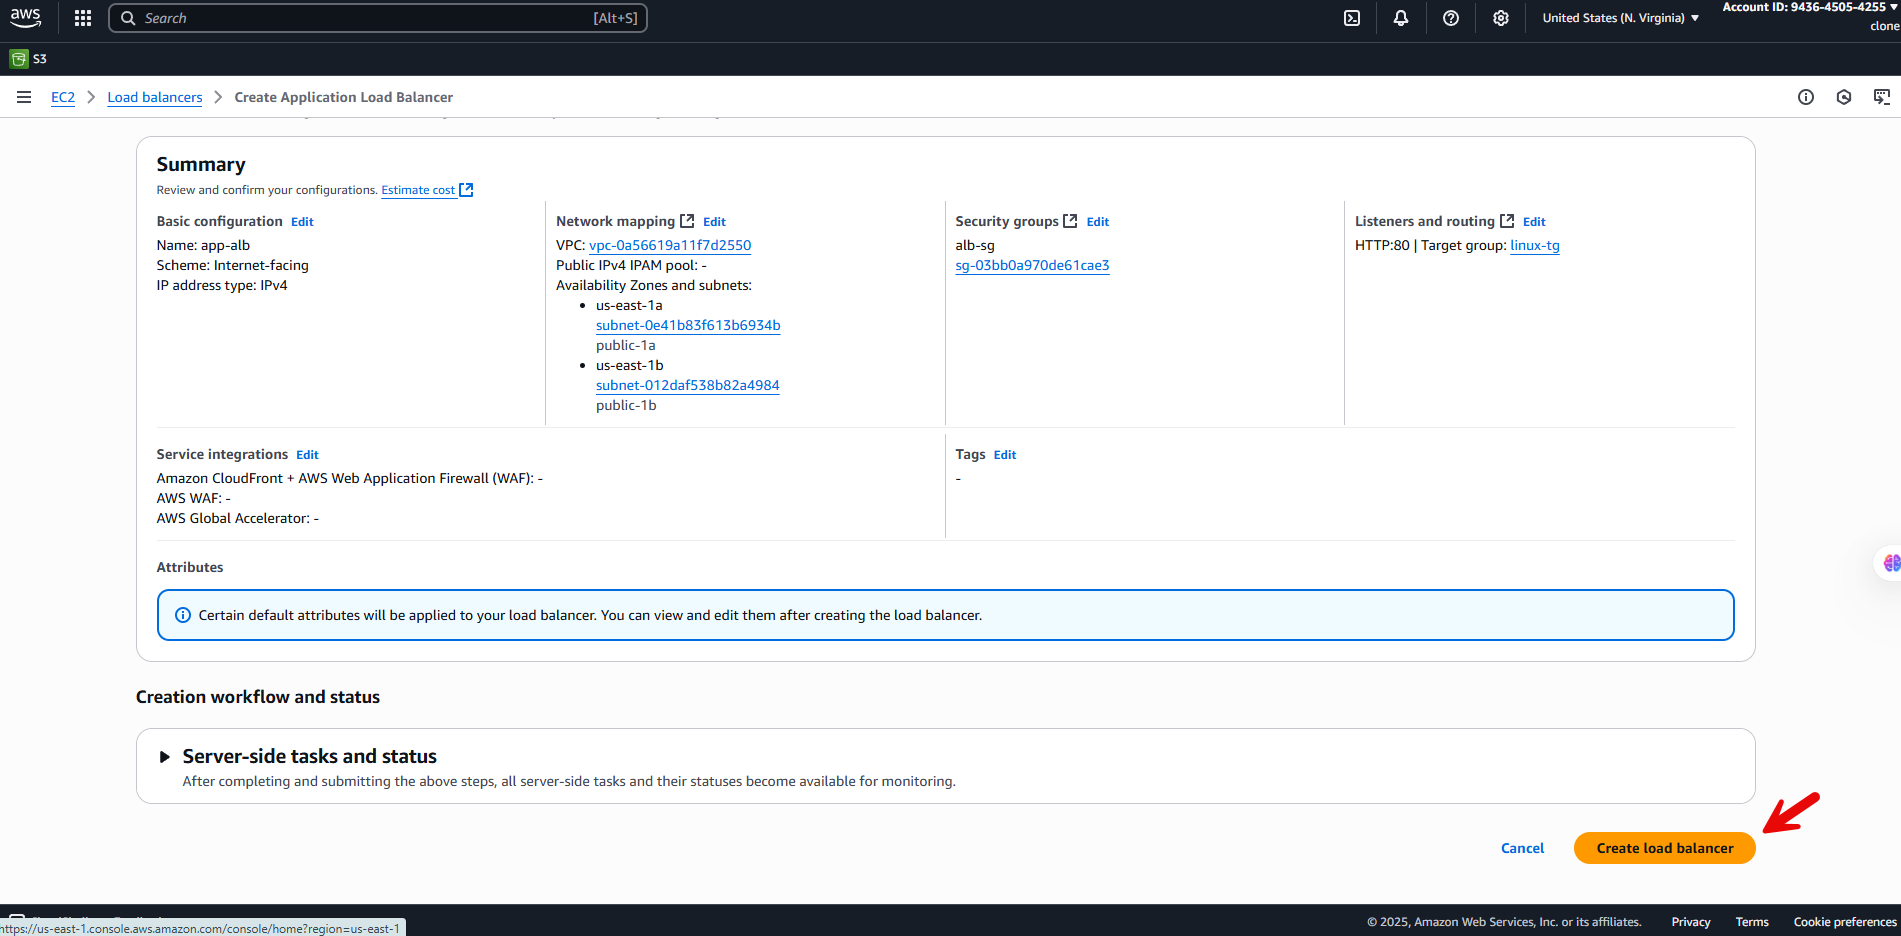 aws
Search
[Alt+S]
United States (N. Virginia)
Account ID: 9436-4505-4255
clone
S3
EC2
Load balancers
Create Application Load Balancer
Summary
Review and confirm your configurations. Estimate cost
Basic configuration Edit
Name: app-alb
Scheme: Internet-facing
IP address type: IPv4
Network mapping Edit
VPC: vpc-0a56619a11f7d2550
Public IPv4 IPAM pool: -
Availability Zones and subnets:
• us-east-1a
subnet-0e41b83f613b6934b
public-1a
• us-east-1b
subnet-012daf538b82a4984
public-1b
Security groups Edit
alb-sg
sg-03bb0a970de61cae3
Listeners and routing Edit
HTTP:80 | Target group: linux-tg
Service integrations Edit
Amazon CloudFront + AWS Web Application Firewall (WAF): -
AWS WAF: -
AWS Global Accelerator: -
Tags Edit
-
Attributes
Certain default attributes will be applied to your load balancer. You can view and edit them after creating the load balancer.
Creation workflow and status
Server-side tasks and status
After completing and submitting the above steps, all server-side tasks and their statuses become available for monitoring.
Cancel
Create load balancer
https://us-east-1.console.aws.amazon.com/console/home?region=us-east-1
© 2025, Amazon Web Services, Inc. or its affiliates.
Privacy
Terms
Cookie preferences